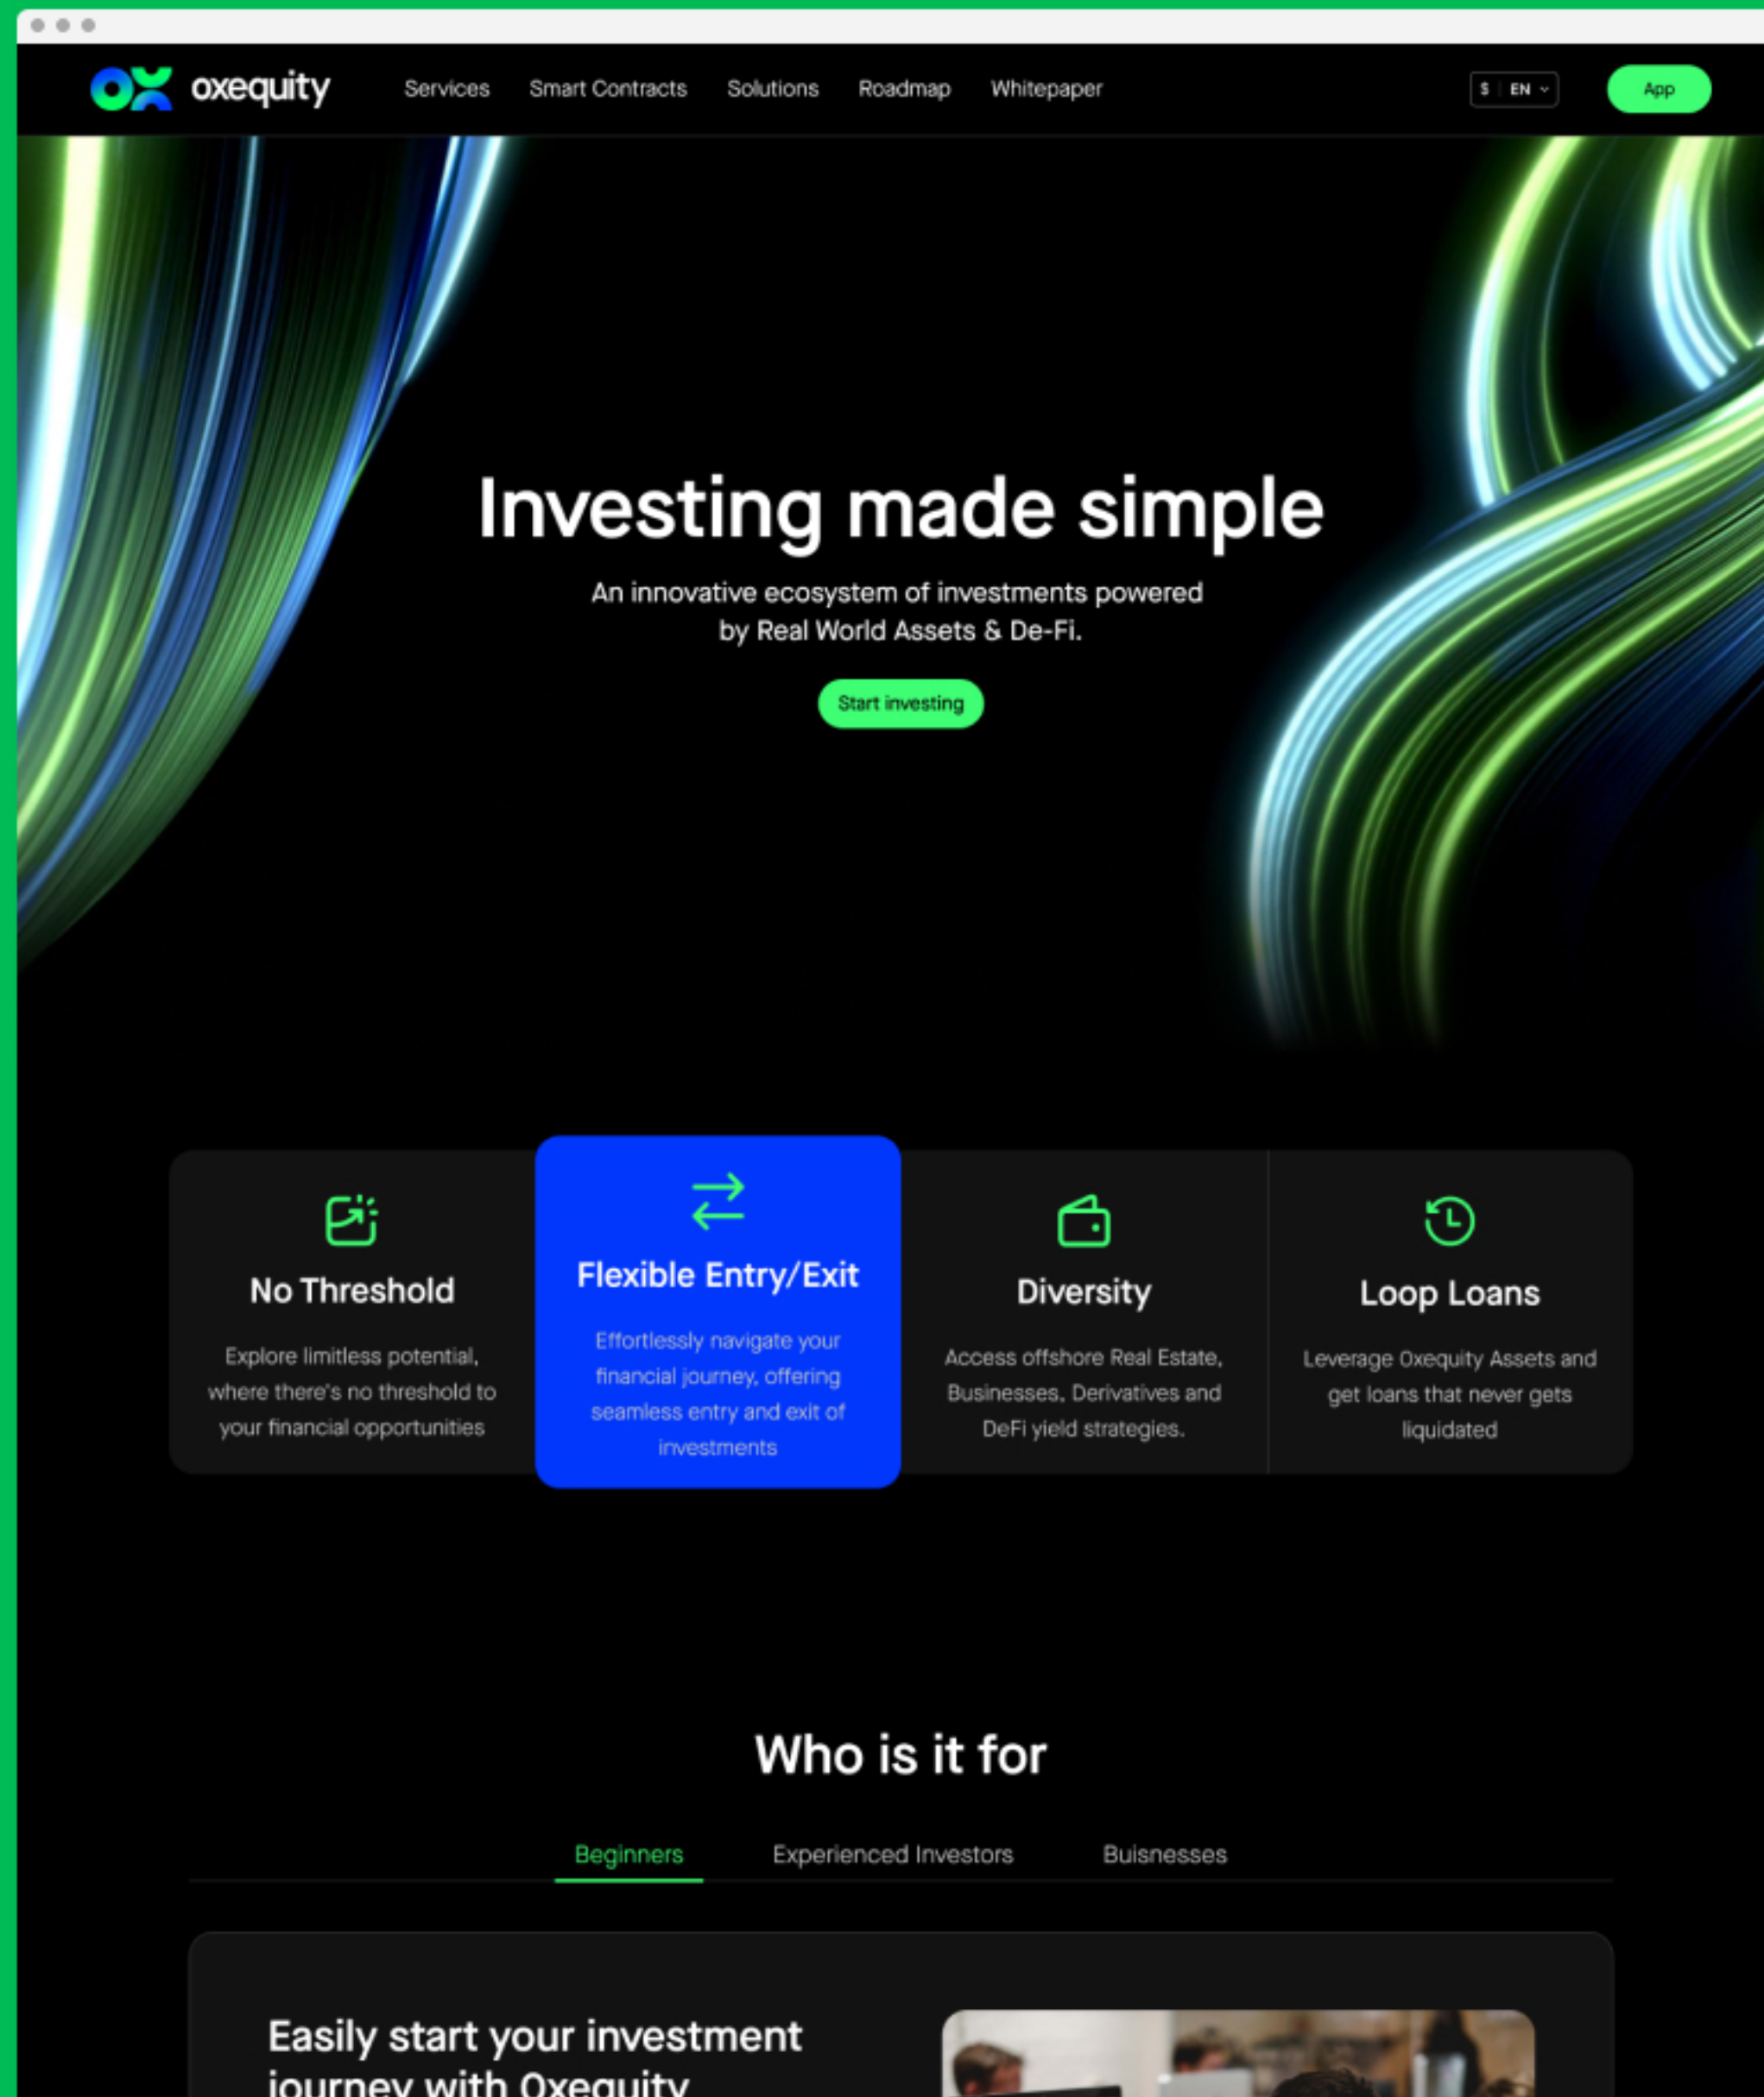 oxequity
Services
Smart Contracts
Solutions
Roadmap
Whitepaper
$ EN
App
Investing made simple
An innovative ecosystem of investments powered
by Real World Assets & De-Fi.
Start investing
No Threshold
Explore limitless potential,
where there's no threshold to
your financial opportunities
Flexible Entry/Exit
Effortlessly navigate your
financial journey, offering
seamless entry and exit of
investments
Diversity
Access offshore Real Estate,
Businesses, Derivatives and
DeFi yield strategies.
Loop Loans
Leverage 0xequity Assets and
get loans that never gets
liquidated
Who is it for
Beginners
Experienced Investors
Buisnesses
Easily start your investment
journey with 0xequity